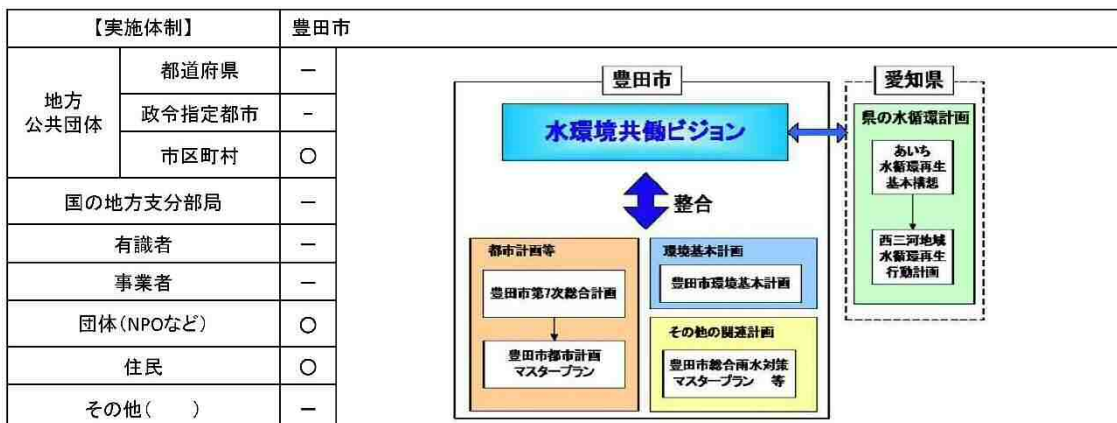 【実施体制】 豊田市
地方
公共団体
都道府県 －
政令指定都市 -
市区町村 ○
国の地方支分部局 －
有識者 －
事業者 －
団体(NPOなど) ○
住民 ○
その他(　　) －
豊田市
水環境共働ビジョン
整合
都市計画等
豊田市第7次総合計画
豊田市都市計画
マスタープラン
環境基本計画
豊田市環境基本計画
その他の関連計画
豊田市総合雨水対策
マスタープラン 等
愛知県
県の水循環計画
あいち
水循環再生
基本構想
西三河地域
水循環再生
行動計画